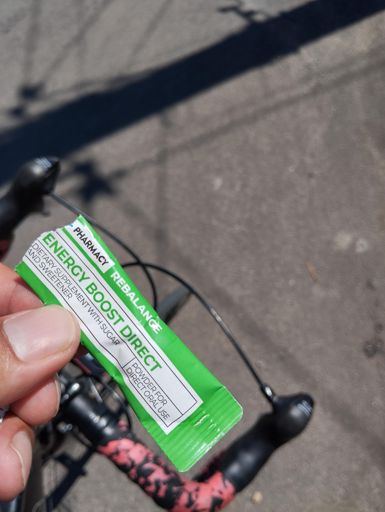 PHARMACY
REBALANCE
ENERGY BOOST DIRECT
DIETARY SUPPLEMENT WITH SUGAR
AND SWEETENER
POWDER FOR
DIRECT ORAL USE